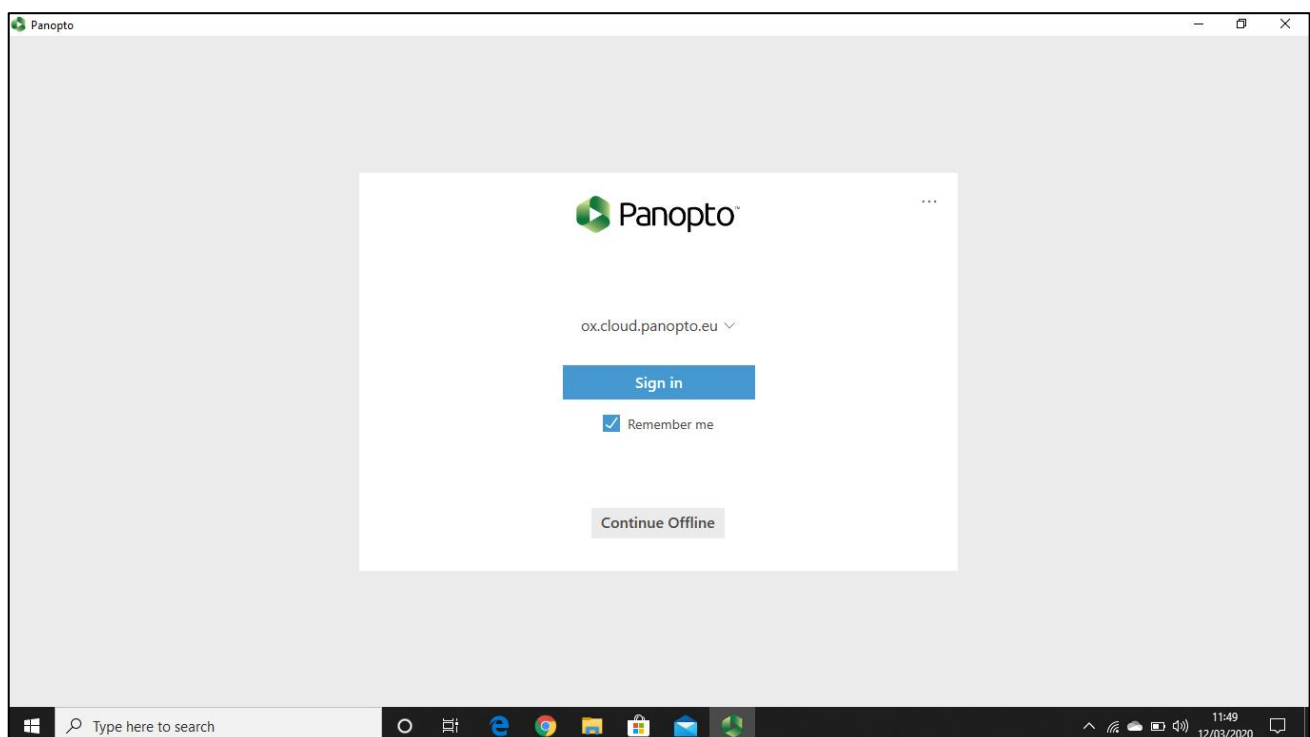 Panopto
Panopto™
ox.cloud.panopto.eu
Sign in
Remember me
Continue Offline
Type here to search
11:49
12/03/2020